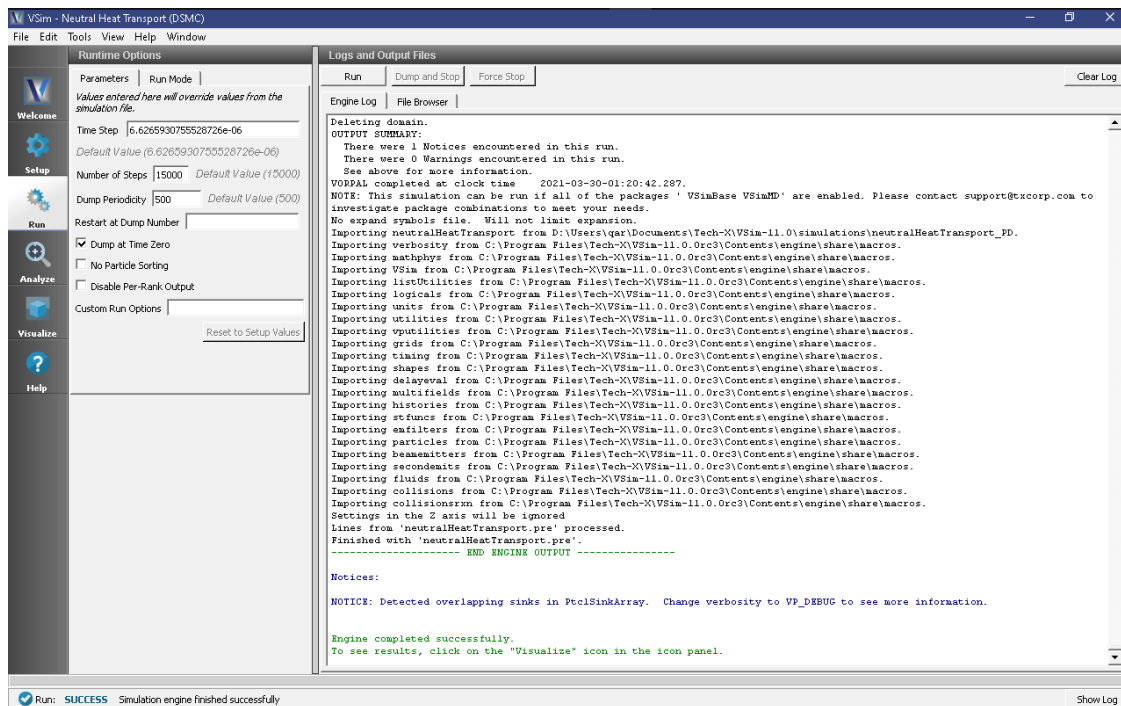 VSim - Neutral Heat Transport (DSMC)
File Edit Tools View Help Window
Welcome
Setup
Run
Analyze
Visualize
Help
Runtime Options
Parameters Run Mode
Values entered here will override values from the
simulation file.
Time Step 6.6265930755528726e-06
Default Value (6.6265930755528726e-06)
Number of Steps 15000 Default Value (15000)
Dump Periodicity 500 Default Value (500)
Restart at Dump Number
Dump at Time Zero
No Particle Sorting
Disable Per-Rank Output
Custom Run Options
Reset to Setup Values
Logs and Output Files
Run Dump and Stop Force Stop Clear Log
Engine Log File Browser
Deleting domain.
OUTPUT SUMMARY:
There were 1 Notices encountered in this run.
There were 0 Warnings encountered in this run.
See above for more information.
VORPAL completed at clock time 2021-03-30-01:20:42.287.
NOTE: This simulation can be run if all of the packages ' VSimBase VSimMD' are enabled. Please contact support@txcorp.com to
investigate package combinations to meet your needs.
No expand symbols file. Will not limit expansion.
Importing neutralHeatTransport from D:\Users\qar\Documents\Tech-X\VSim-11.0\simulations\neutralHeatTransport_PD.
Importing verbosity from C:\Program Files\Tech-X\VSim-11.0.0rc3\Contents\engine\share\macros.
Importing mathphys from C:\Program Files\Tech-X\VSim-11.0.0rc3\Contents\engine\share\macros.
Importing VSim from C:\Program Files\Tech-X\VSim-11.0.0rc3\Contents\engine\share\macros.
Importing listUtilities from C:\Program Files\Tech-X\VSim-11.0.0rc3\Contents\engine\share\macros.
Importing logicals from C:\Program Files\Tech-X\VSim-11.0.0rc3\Contents\engine\share\macros.
Importing units from C:\Program Files\Tech-X\VSim-11.0.0rc3\Contents\engine\share\macros.
Importing utilities from C:\Program Files\Tech-X\VSim-11.0.0rc3\Contents\engine\share\macros.
Importing vputilities from C:\Program Files\Tech-X\VSim-11.0.0rc3\Contents\engine\share\macros.
Importing grids from C:\Program Files\Tech-X\VSim-11.0.0rc3\Contents\engine\share\macros.
Importing timing from C:\Program Files\Tech-X\VSim-11.0.0rc3\Contents\engine\share\macros.
Importing shapes from C:\Program Files\Tech-X\VSim-11.0.0rc3\Contents\engine\share\macros.
Importing delayeval from C:\Program Files\Tech-X\VSim-11.0.0rc3\Contents\engine\share\macros.
Importing multifields from C:\Program Files\Tech-X\VSim-11.0.0rc3\Contents\engine\share\macros.
Importing histories from C:\Program Files\Tech-X\VSim-11.0.0rc3\Contents\engine\share\macros.
Importing stfuncs from C:\Program Files\Tech-X\VSim-11.0.0rc3\Contents\engine\share\macros.
Importing emfilters from C:\Program Files\Tech-X\VSim-11.0.0rc3\Contents\engine\share\macros.
Importing particles from C:\Program Files\Tech-X\VSim-11.0.0rc3\Contents\engine\share\macros.
Importing beamemitters from C:\Program Files\Tech-X\VSim-11.0.0rc3\Contents\engine\share\macros.
Importing secondemits from C:\Program Files\Tech-X\VSim-11.0.0rc3\Contents\engine\share\macros.
Importing fluids from C:\Program Files\Tech-X\VSim-11.0.0rc3\Contents\engine\share\macros.
Importing collisions from C:\Program Files\Tech-X\VSim-11.0.0rc3\Contents\engine\share\macros.
Importing collisionsrxn from C:\Program Files\Tech-X\VSim-11.0.0rc3\Contents\engine\share\macros.
Settings in the Z axis will be ignored
Lines from 'neutralHeatTransport.pre' processed.
Finished with 'neutralHeatTransport.pre'.
--------------------- END ENGINE OUTPUT ----------------
Notices:
NOTICE: Detected overlapping sinks in PtclSinkArray. Change verbosity to VP_DEBUG to see more information.
Engine completed successfully.
To see results, click on the "Visualize" icon in the icon panel.
Run: SUCCESS Simulation engine finished successfully Show Log